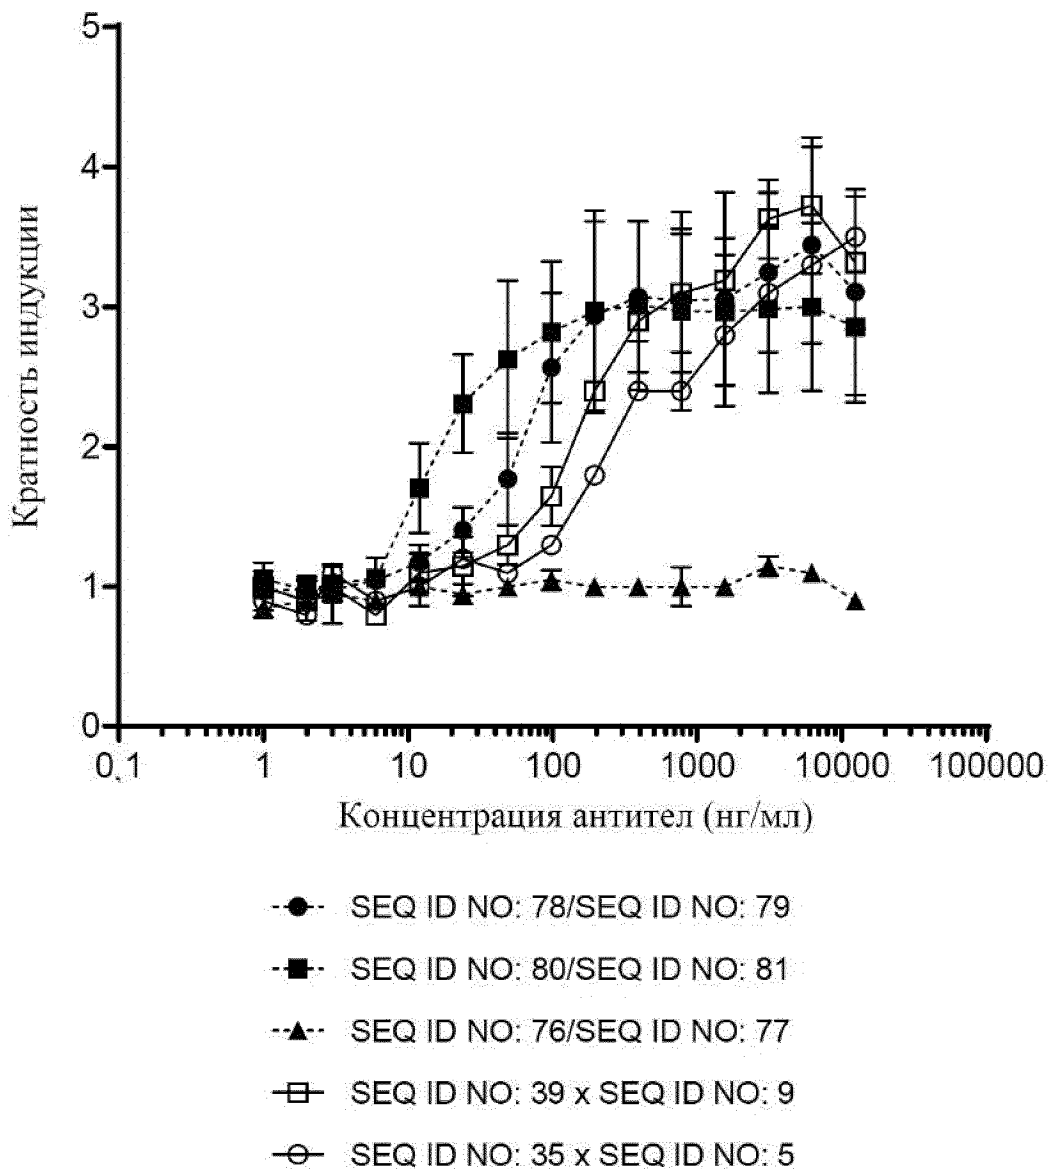 5
4
3
2
1
0
Кратность индукции
0,1 1 10 100 1000 10000 100000
Концентрация антител (нг/мл)
SEQ ID NO: 78/SEQ ID NO: 79
SEQ ID NO: 80/SEQ ID NO: 81
SEQ ID NO: 76/SEQ ID NO: 77
SEQ ID NO: 39 x SEQ ID NO: 9
SEQ ID NO: 35 x SEQ ID NO: 5